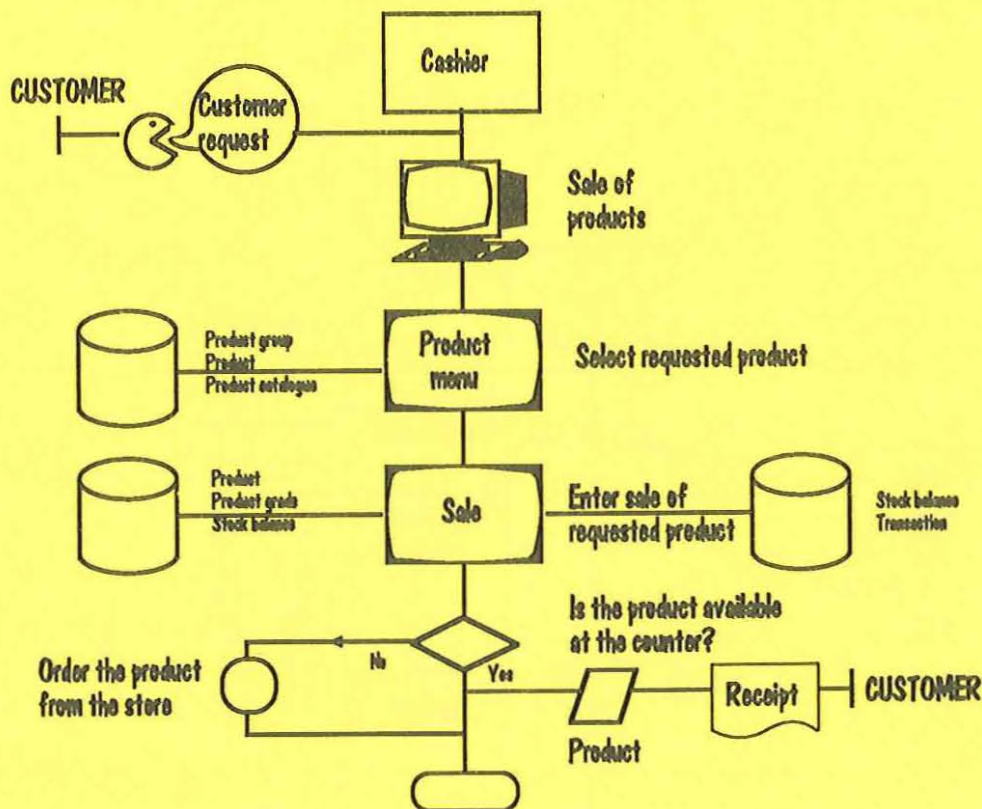 Cashier
CUSTOMER
Customer
request
Sale of
products
Product group
Product
Product catalogue
Product
menu
Select requested product
Product
Product grade
Stock balance
Sale
Enter sale of
requested product
Stock balance
Transaction
Is the product available
at the counter?
No
Yes
Order the product
from the store
Receipt
CUSTOMER
Product